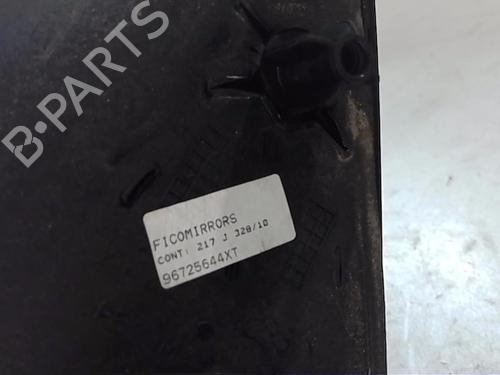 B-PARTS
FICOMIRRORS
CONT: 217 J 328/10
96725644XT